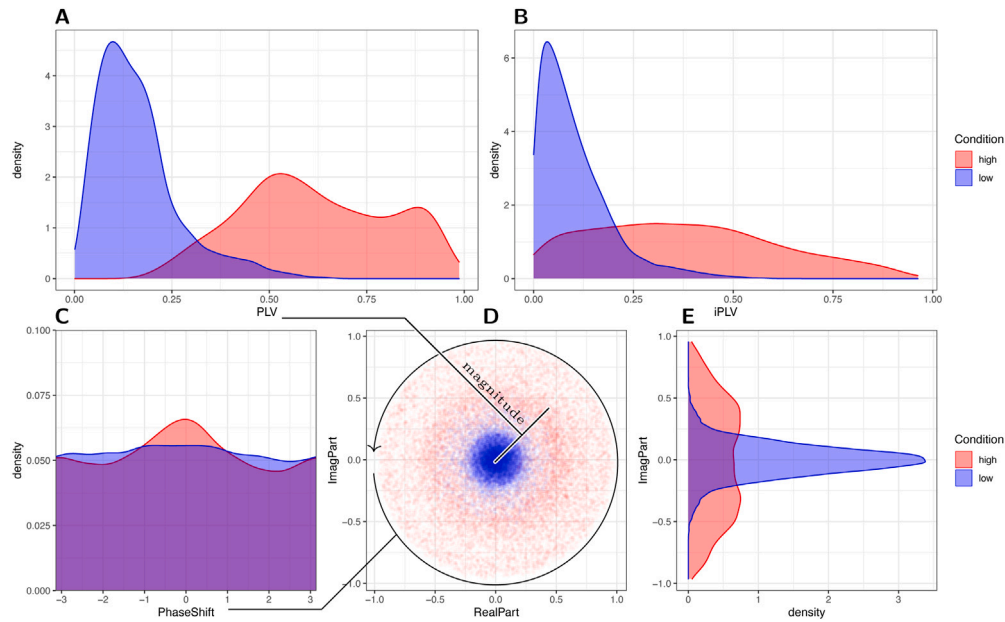 A
B
4
3
2
1
0
density
0.00
0.25
0.50
0.75
1.00
PLV
6
4
2
0
density
0.00
0.25
0.50
0.75
1.00
iPLV
Condition
high
low
C
D
E
0.100
0.075
0.050
0.025
0.000
density
-3
-2
-1
0
1
2
3
PhaseShift
1.0
0.5
0.0
-0.5
-1.0
ImagPart
magnitude
-1.0
-0.5
0.0
0.5
1.0
RealPart
1.0
0.5
0.0
-0.5
-1.0
ImagPart
0
1
2
3
density
Condition
high
low